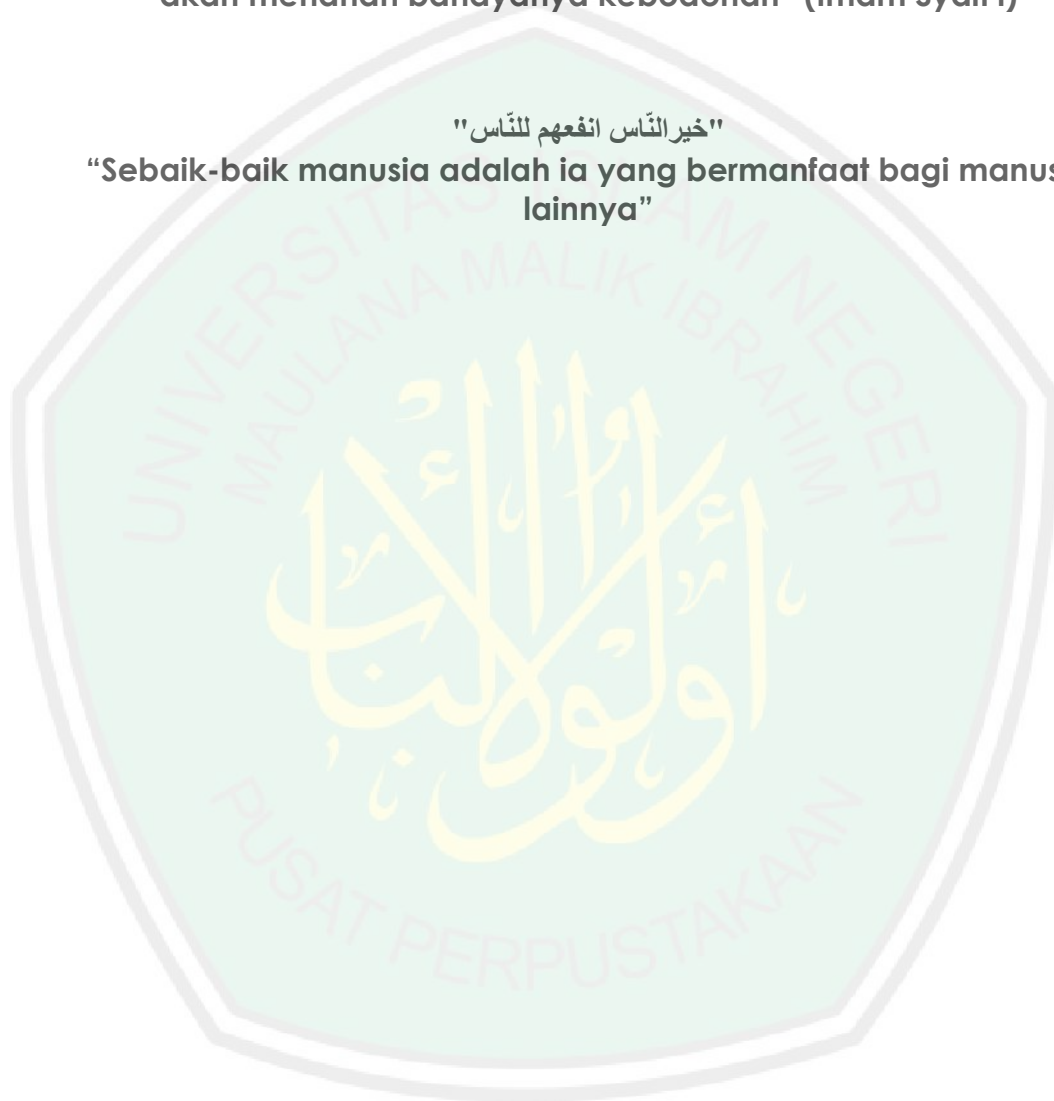 akan menahan bahayanya kebodohan" (Imam Syafi'i)
"خيرالنّاس انفعهم للنّاس"
“Sebaik-baik manusia adalah ia yang bermanfaat bagi manus
lainnya”
UNIVERSITAS ISLAM NEGERI
MAULANA MALIK IBRAHIM
أولوا الألباب
PUSAT PERPUSTAKAAN